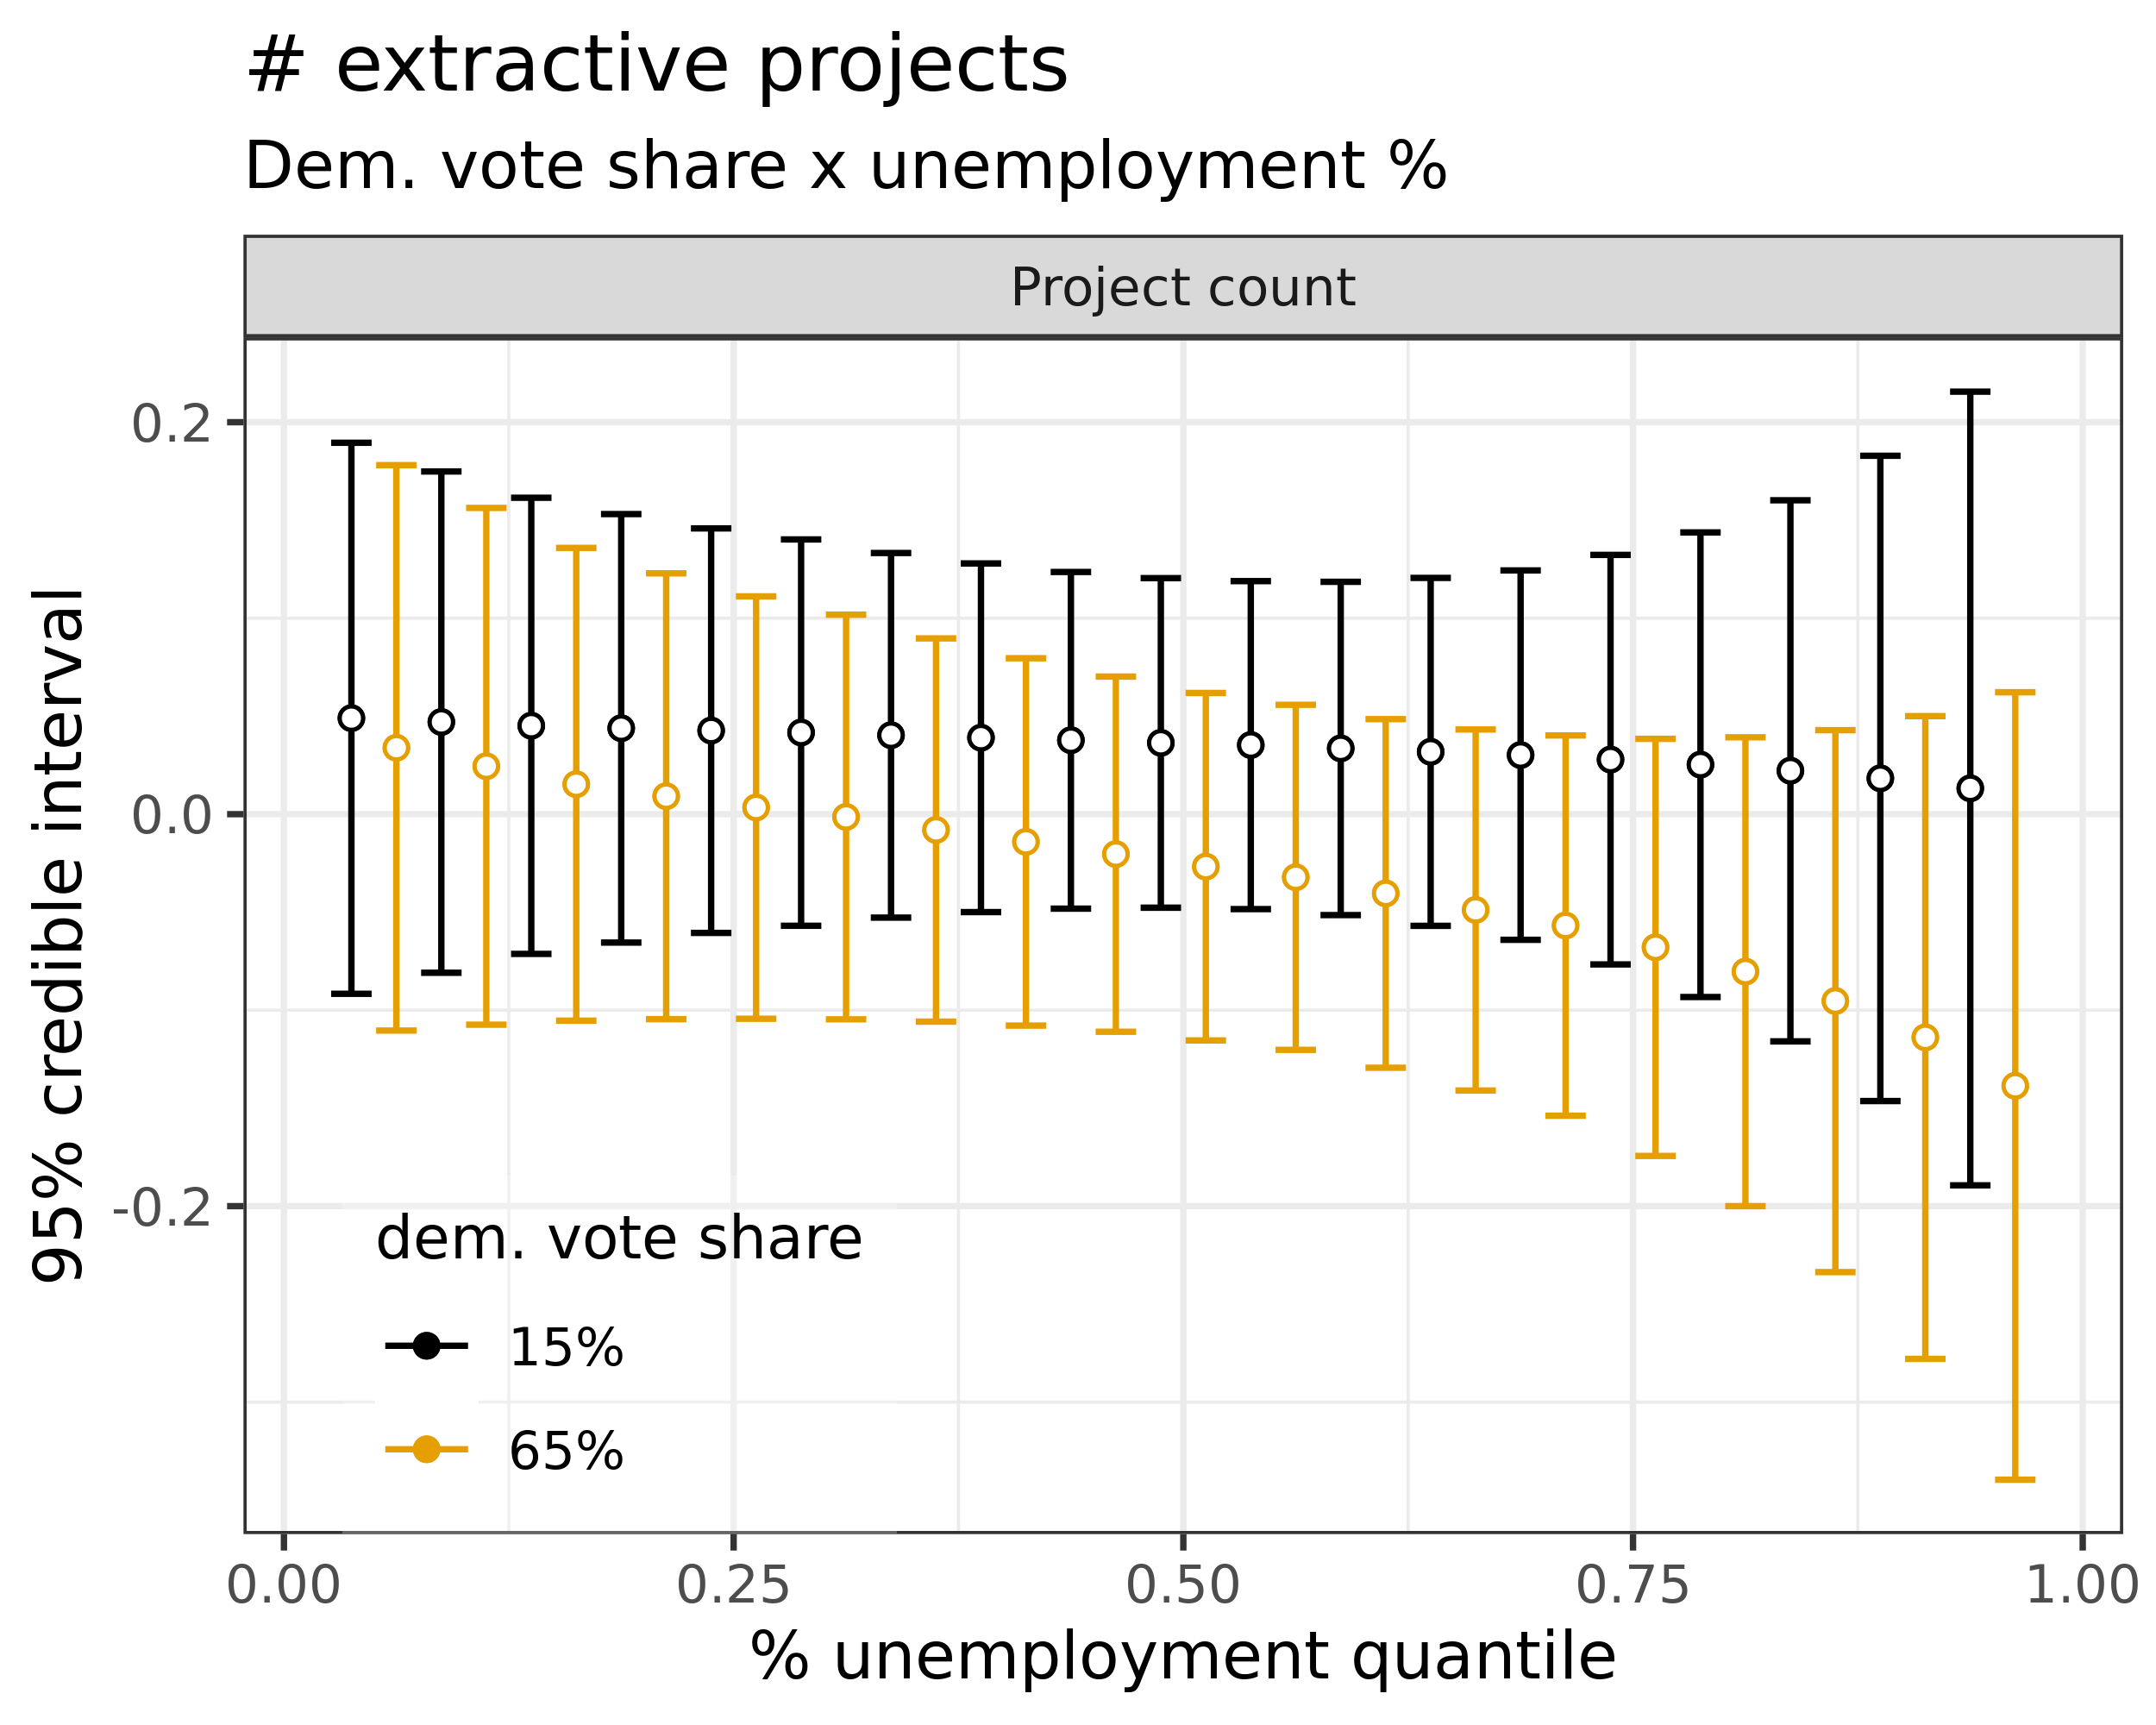 # extractive projects
Dem. vote share x unemployment %
Project count
95% credible interval
0.2
0.0
-0.2
dem. vote share
15%
65%
0.00 0.25 0.50 0.75 1.00
% unemployment quantile